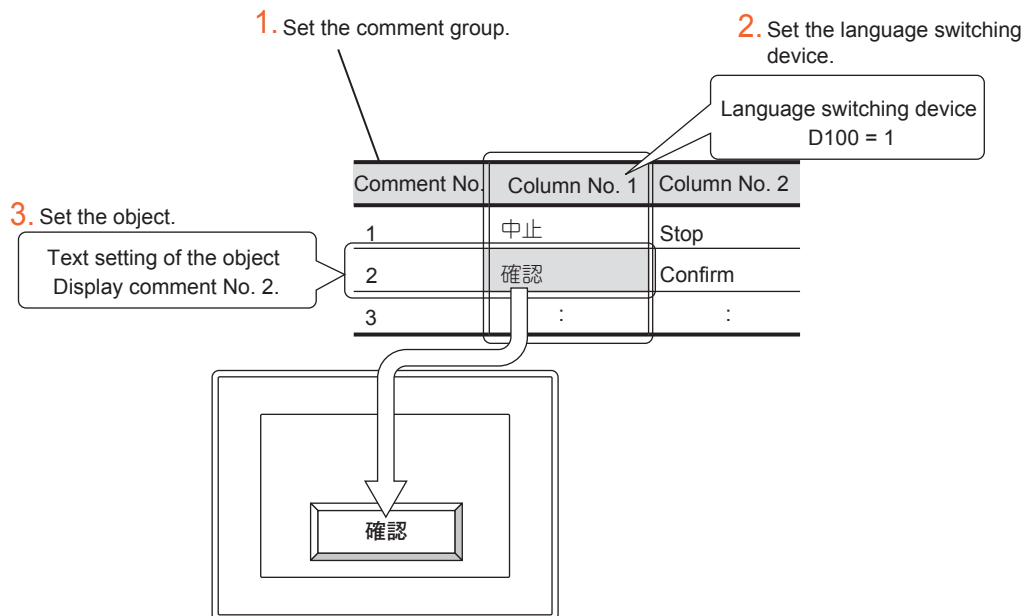 1. Set the comment group.
2. Set the language switching
device.
Language switching device
D100 = 1
Comment No. Column No. 1 Column No. 2
3. Set the object.
1 中止 Stop
Text setting of the object
Display comment No. 2.
2 確認 Confirm
3 : :
確認